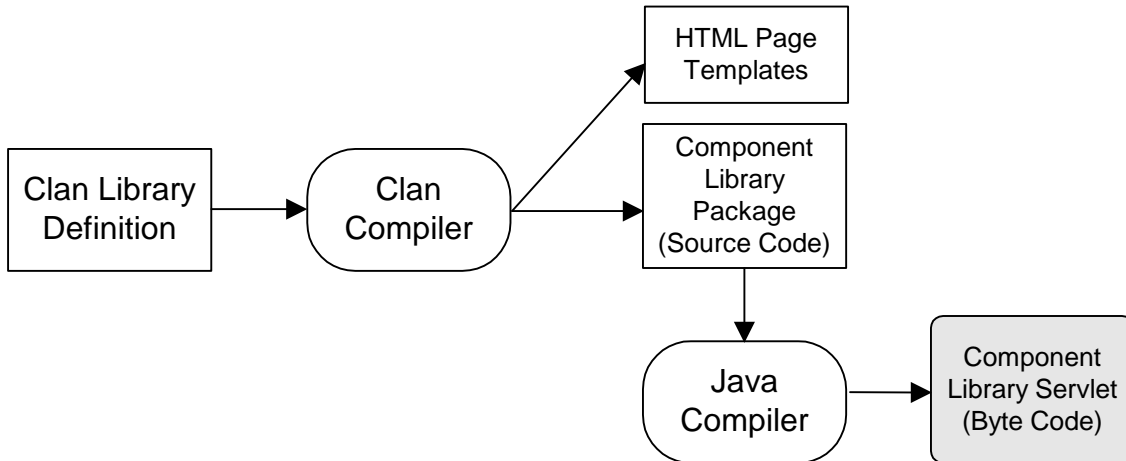 HTML Page
Templates
Clan Library
Definition
Clan
Compiler
Component
Library
Package
(Source Code)
Java
Compiler
Component
Library Servlet
(Byte Code)